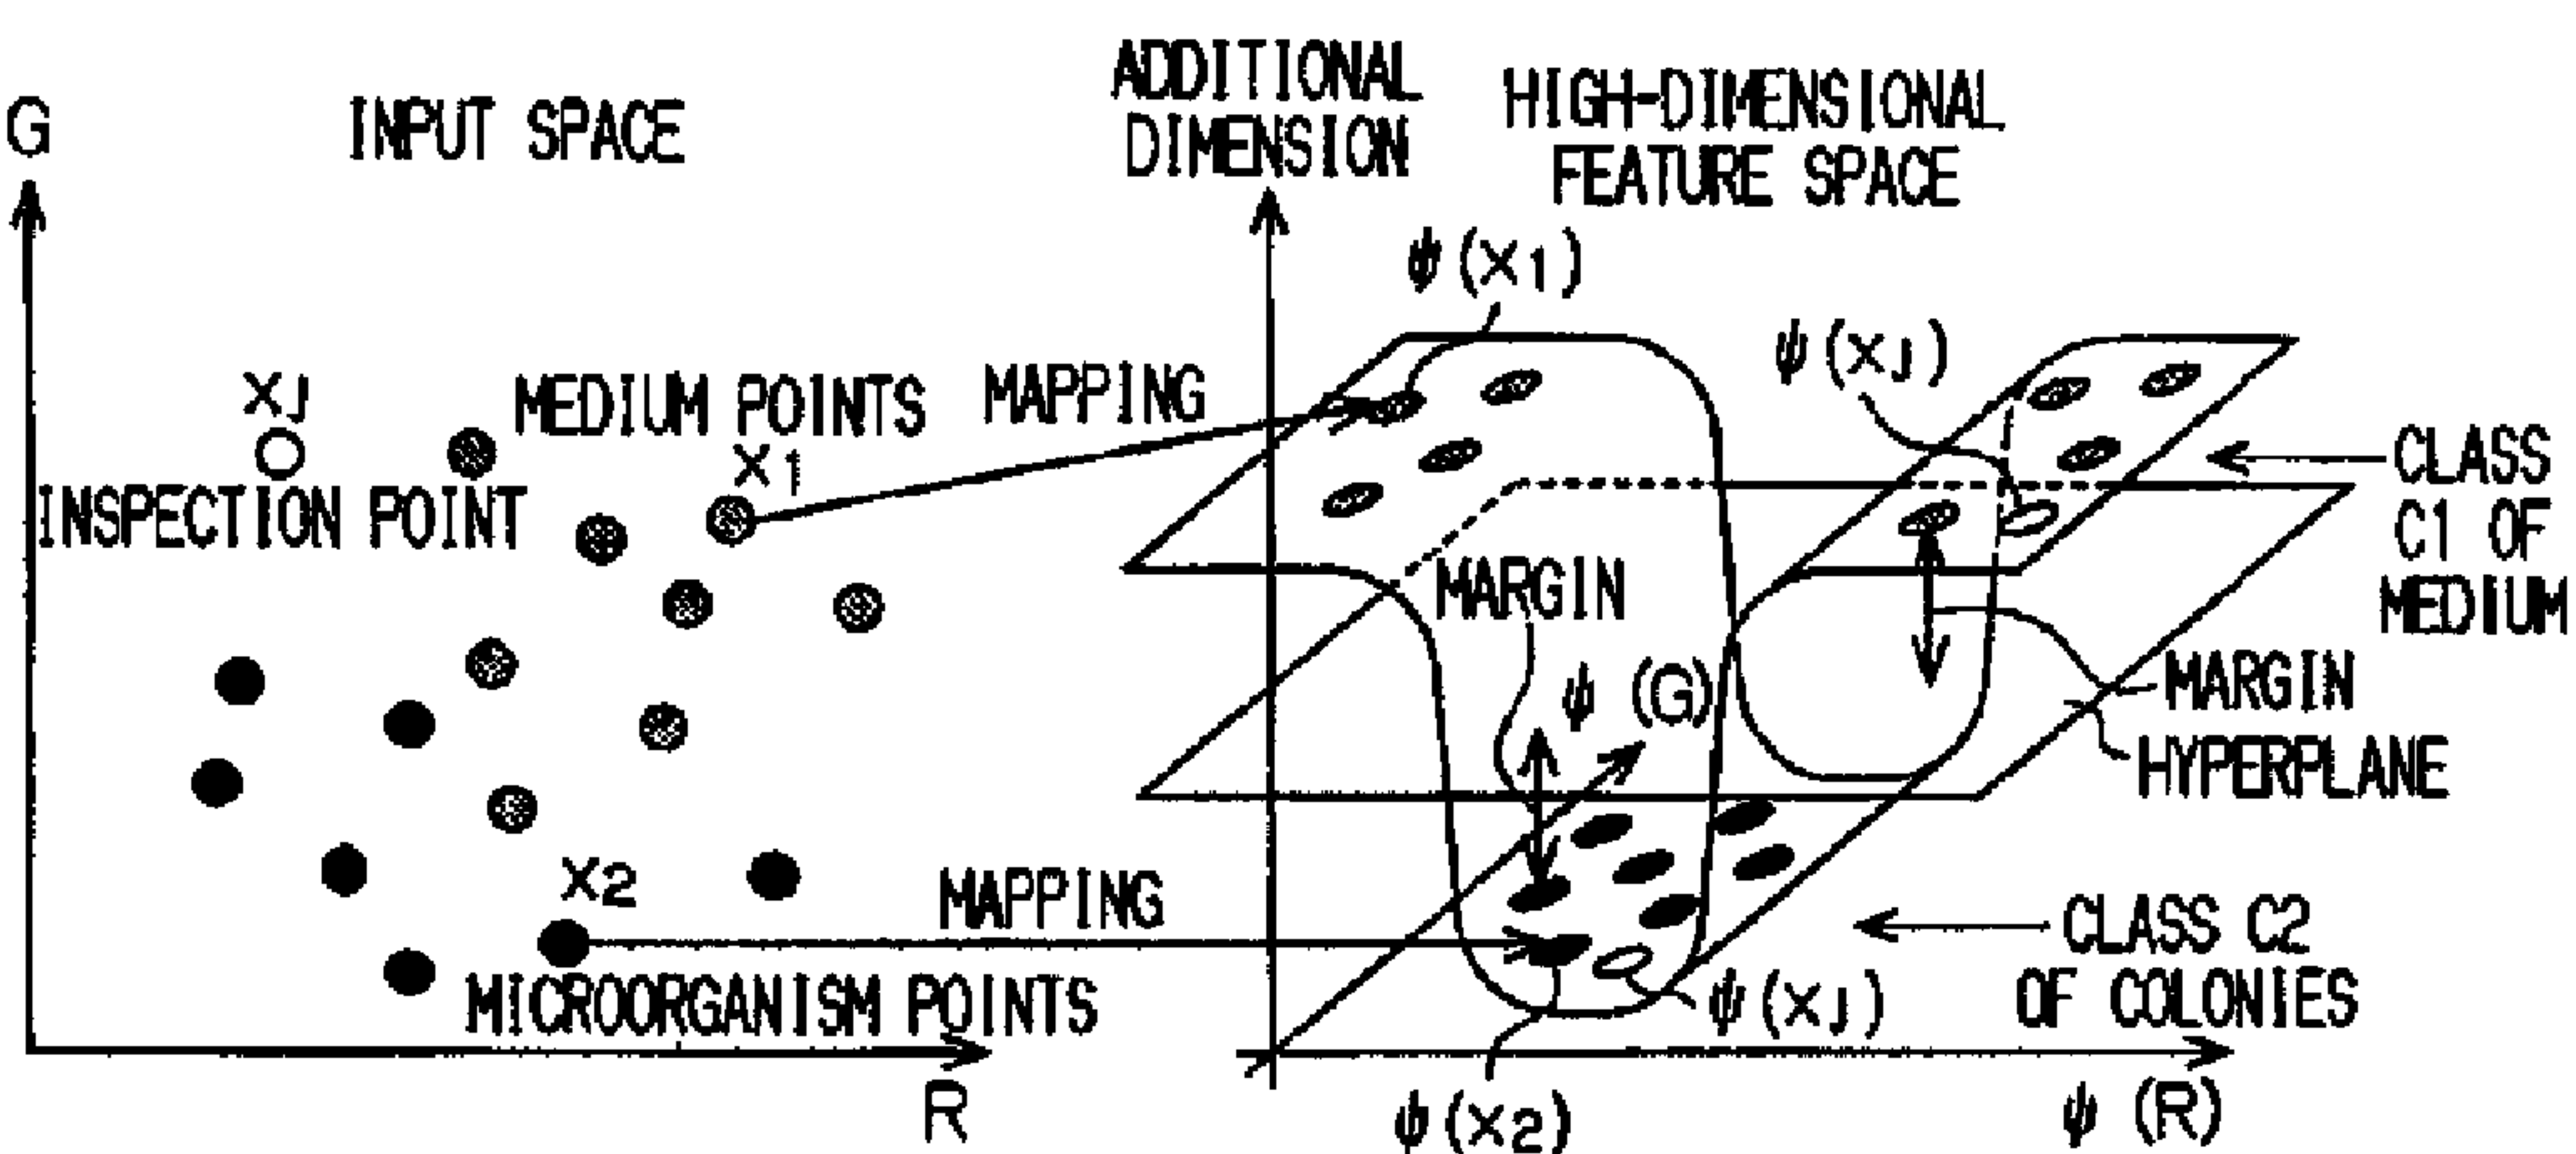 G
INPUT SPACE
XJ
INSPECTION POINT
MEDIUM POINTS
X1
MAPPING
X2
MAPPING
MICROORGANISM POINTS
R
ADDITIONAL
DIMENSION
HIGH-DIMENSIONAL
FEATURE SPACE
ψ(X1)
ψ(XJ)
CLASS
C1 OF
MEDIUM
MARGIN
ψ (G)
MARGIN
HYPERPLANE
CLASS C2
OF COLONIES
ψ(XJ)
ψ(X2)
ψ (R)